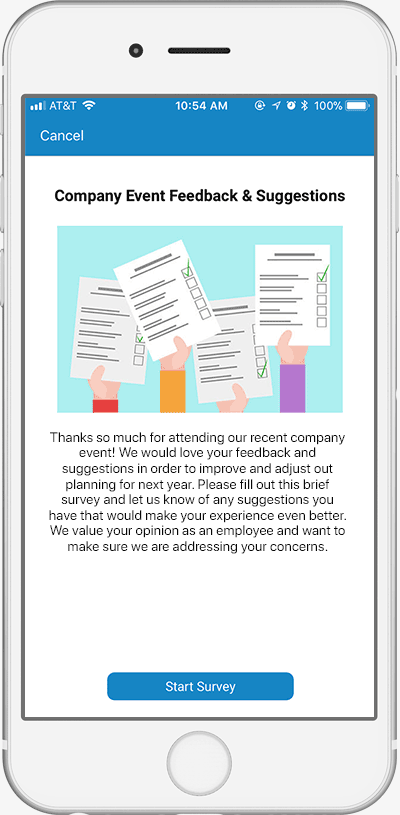 AT&T 10:54 AM 100%
Cancel
Company Event Feedback & Suggestions
Thanks so much for attending our recent company
event! We would love your feedback and
suggestions in order to improve and adjust out
planning for next year. Please fill out this brief
survey and let us know of any suggestions you
have that would make your experience even better.
We value your opinion as an employee and want to
make sure we are addressing your concerns.
Start Survey